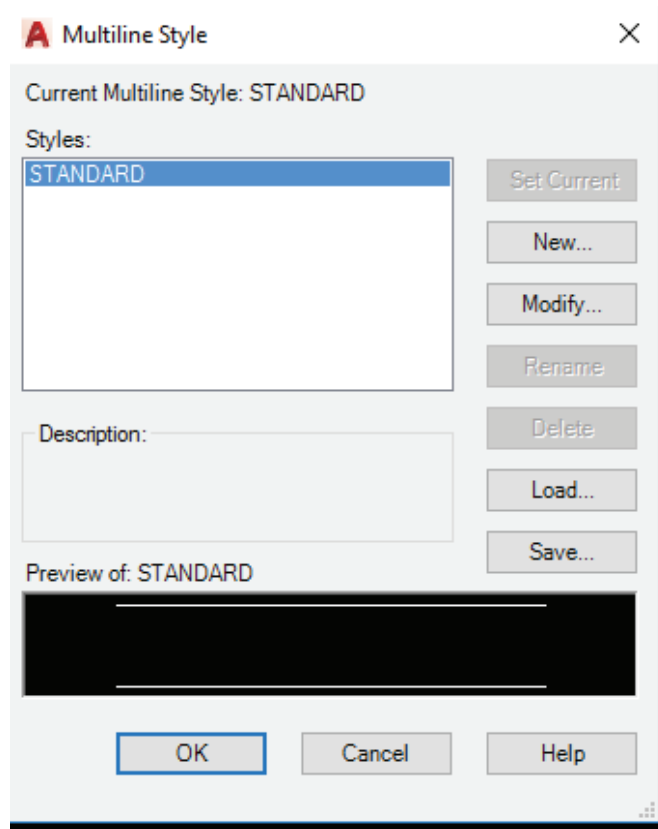 Multiline Style
Current Multiline Style: STANDARD
Styles:
STANDARD
Set Current
New...
Modify...
Rename
Delete
Load...
Save...
Description:
Preview of: STANDARD
OK
Cancel
Help